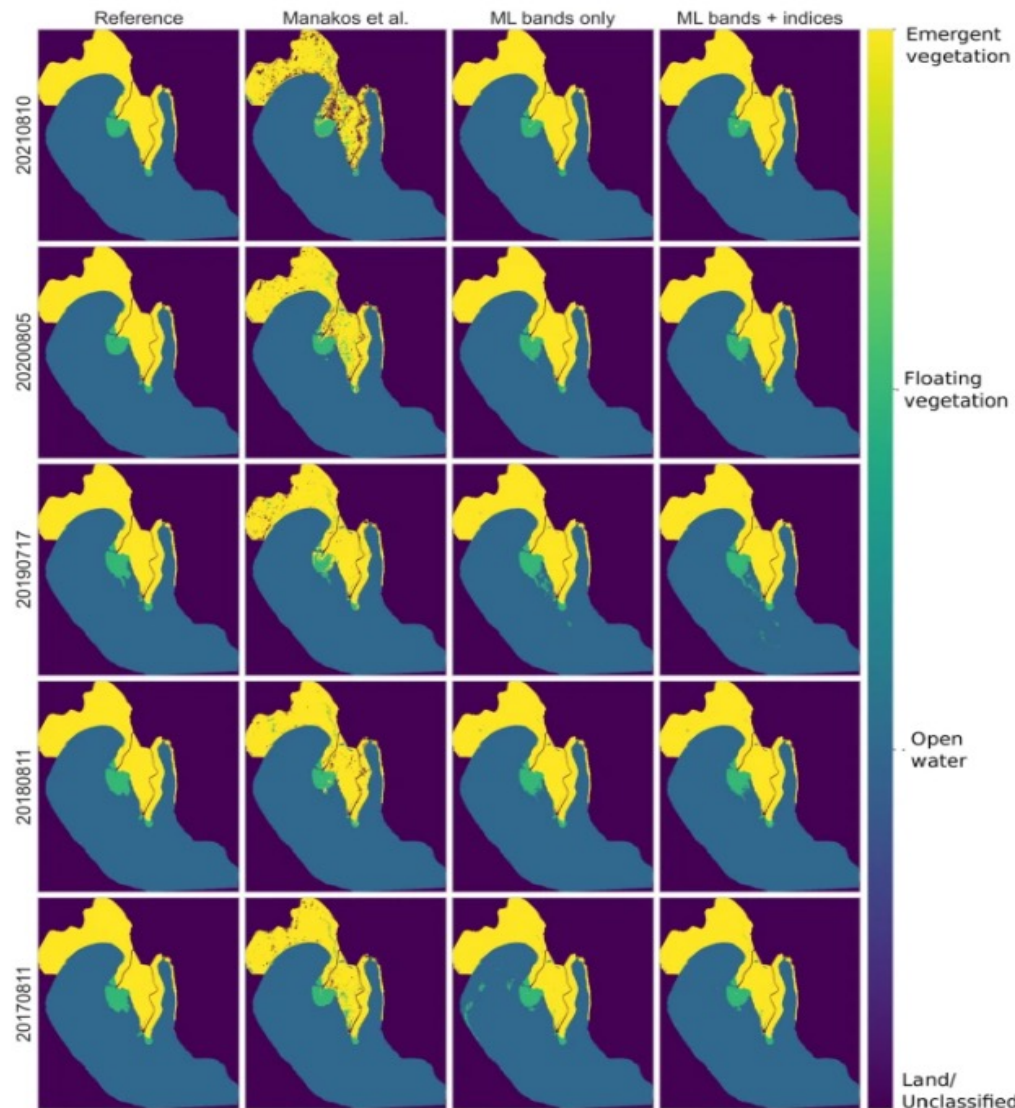 Reference Manakos et al. ML bands only ML bands + indices
20210810
20200805
20190717
20180811
20170811
Emergent
vegetation
Floating
vegetation
Open
water
Land/
Unclassified